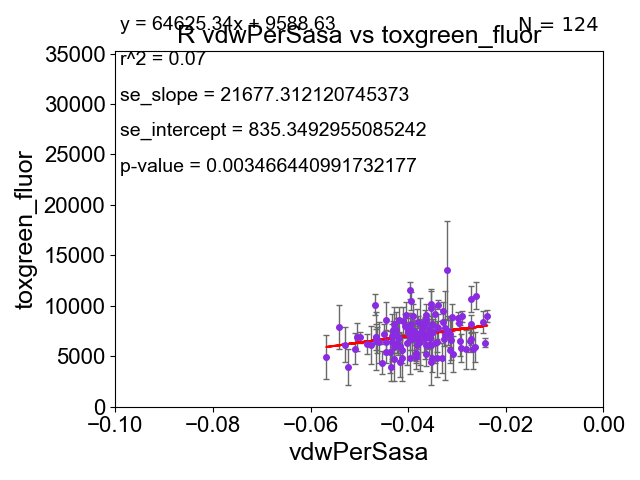 y = 64625.34x + 9588.63
N = 124
R vdwPerSasa vs toxgreen_fluor
r^2 = 0.07
se_slope = 21677.312120745373
se_intercept = 835.3492955085242
p-value = 0.003466440991732177
35000
30000
25000
20000
15000
10000
5000
0
toxgreen_fluor
−0.10
−0.08
−0.06
−0.04
−0.02
0.00
vdwPerSasa